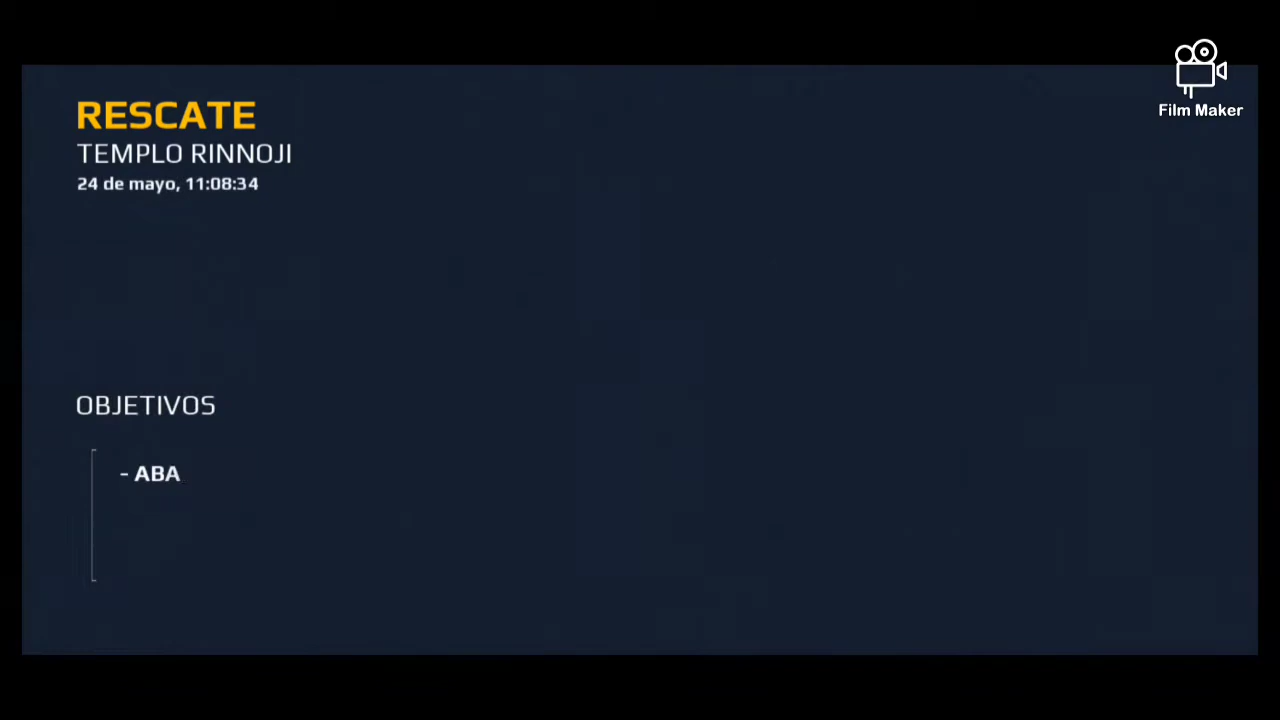 RESCATE
TEMPLO RINNOJI
24 de mayo, 11:08:34
OBJETIVOS
- ABA
Film Maker